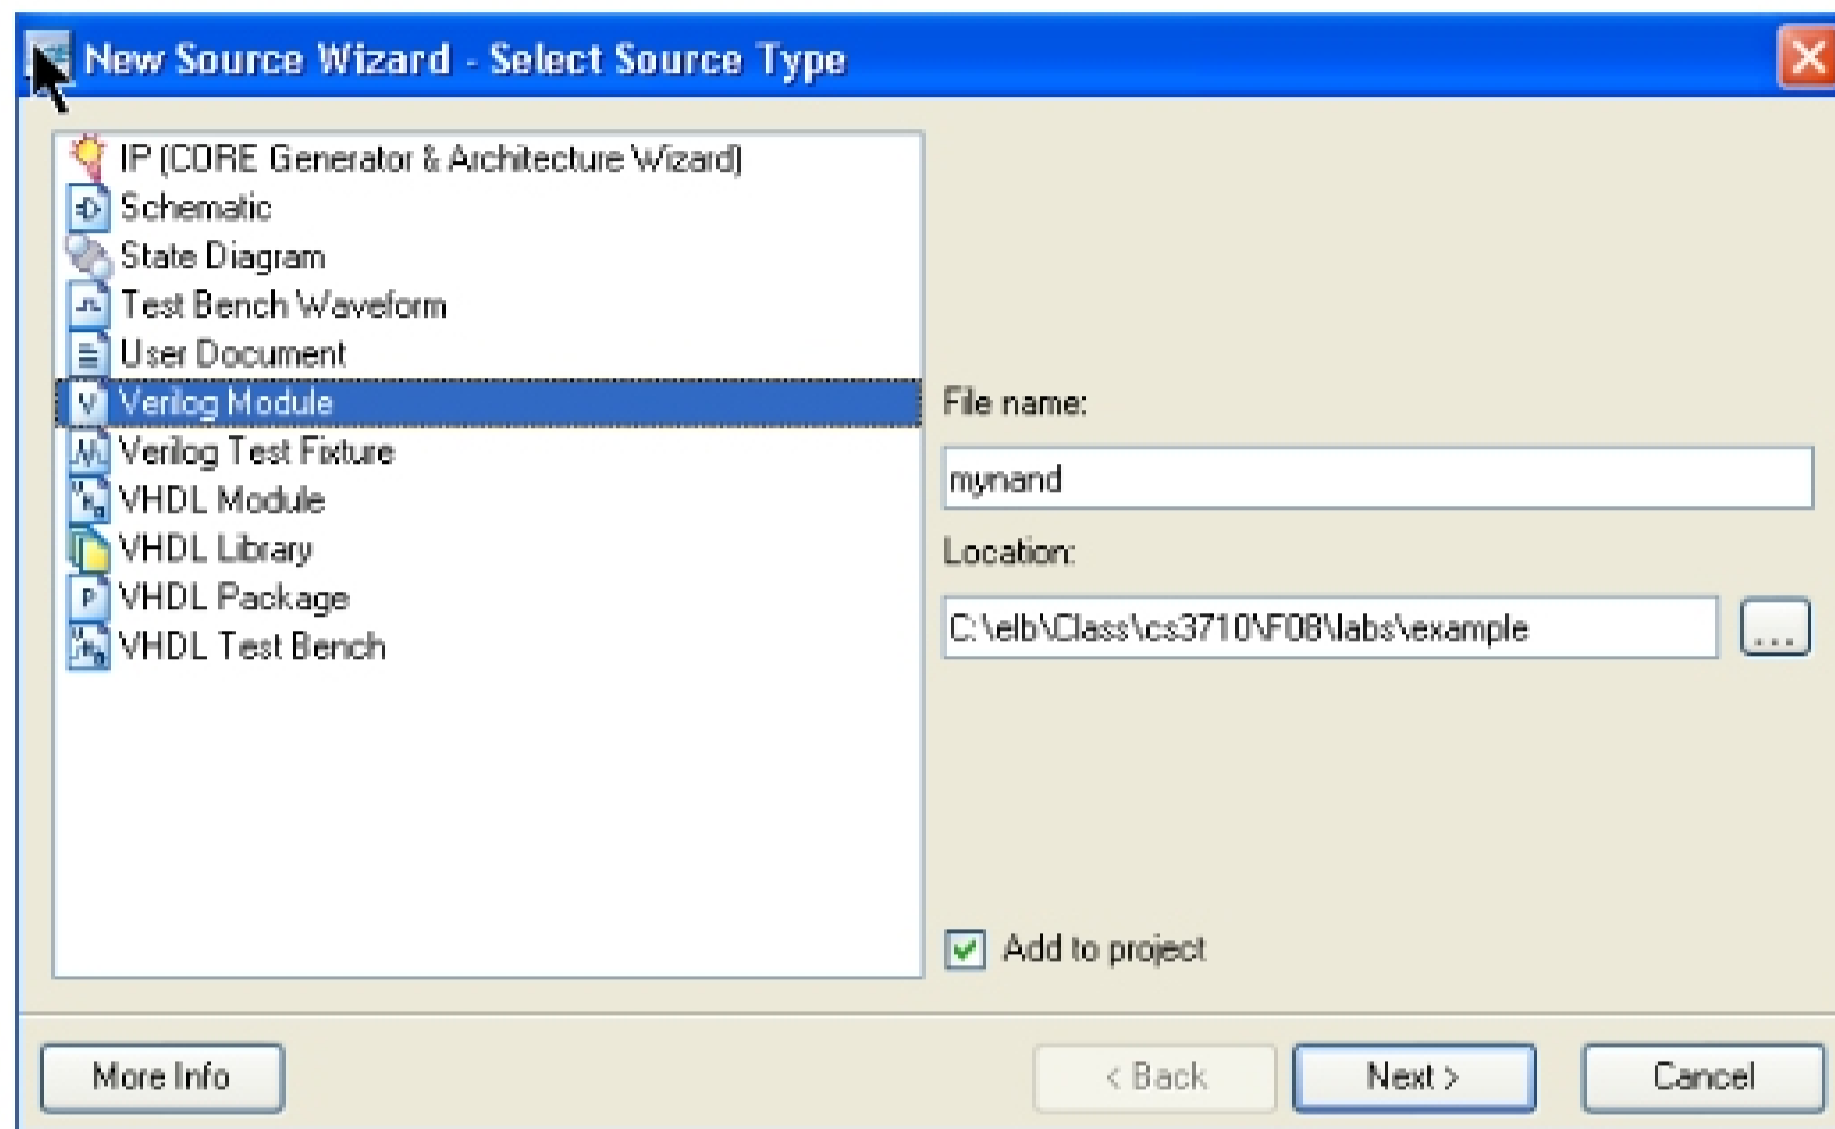 New Source Wizard - Select Source Type
IP (CORE Generator & Architecture Wizard)
Schematic
State Diagram
Test Bench Waveform
User Document
Verilog Module
Verilog Test Fixture
VHDL Module
VHDL Library
VHDL Package
VHDL Test Bench
File name:
mynand
Location:
C:\elb\Class\cs3710\F08\labs\example
...
Add to project
More Info
< Back
Next >
Cancel